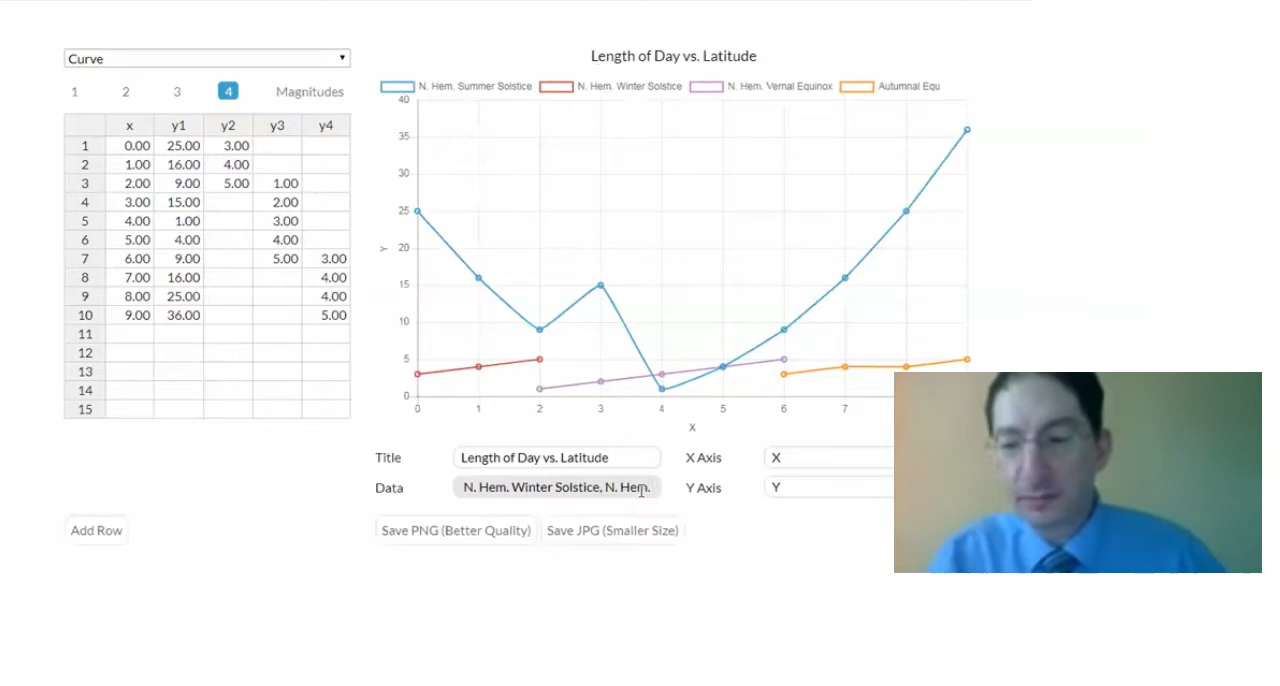 Curve
Length of Day vs. Latitude
1 2 3 4 Magnitudes
N. Hem. Summer Solstice N. Hem. Winter Solstice N. Hem. Vernal Equinox Autumnal Equ
x y1 y2 y3 y4
1 0.00 25.00 3.00
2 1.00 16.00 4.00
3 2.00 9.00 5.00 1.00
4 3.00 15.00 2.00
5 4.00 1.00 3.00
6 5.00 4.00 4.00
7 6.00 9.00 5.00 3.00
8 7.00 16.00 4.00
9 8.00 25.00 4.00
10 9.00 36.00 5.00
11
12
13
14
15
40
35
30
25
Y
20
15
10
5
0
0 1 2 3 4 5 6 7
X
Title Length of Day vs. Latitude X Axis X
Data N. Hem. Winter Solstice, N. Hem. Y Axis Y
Add Row Save PNG (Better Quality) Save JPG (Smaller Size)